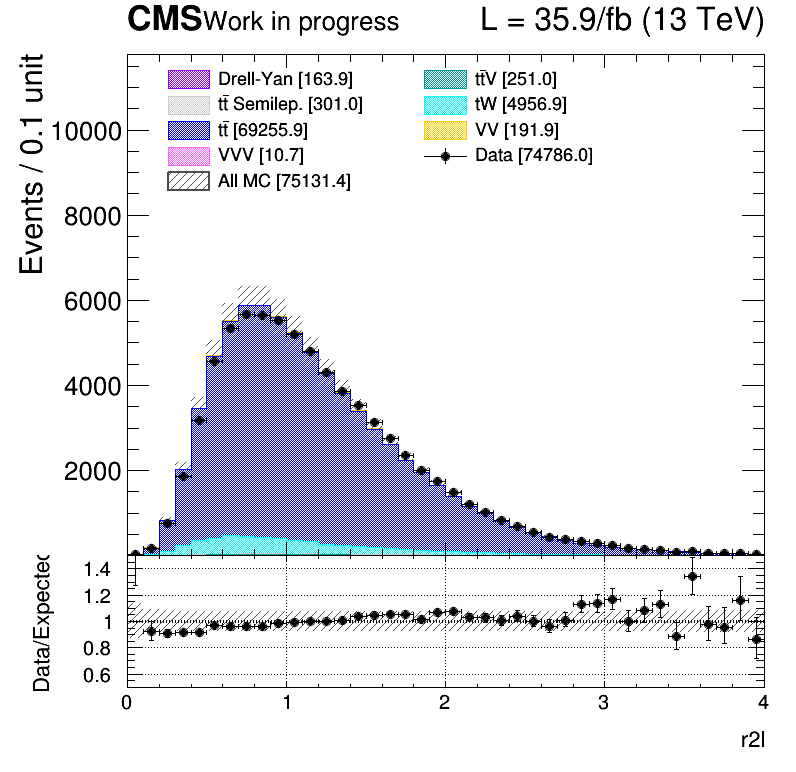 CMS Work in progress L = 35.9/fb (13 TeV)
Events / 0.1 unit
Drell-Yan [163.9]
tt̄ Semilep. [301.0]
tt̄ [69255.9]
VVV [10.7]
All MC [75131.4]
tt̄V [251.0]
tW [4956.9]
VV [191.9]
Data [74786.0]
10000
8000
6000
4000
2000
Data/Expected
1.4
1.2
1
0.8
0.6
0 1 2 3 4
r2l